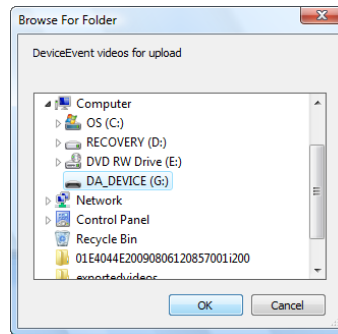 Browse For Folder
DeviceEvent videos for upload
Computer
OS (C:)
RECOVERY (D:)
DVD RW Drive (E:)
DA_DEVICE (G:)
Network
Control Panel
Recycle Bin
01E4044E20090806120857001i200
exportedvideos
OK Cancel